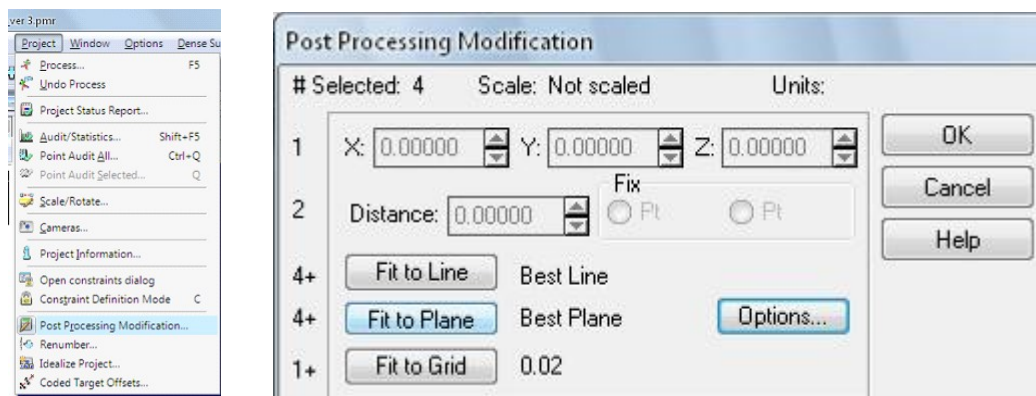 ver 3.pmr
Project Window Options Dense Su
Process... F5
Undo Process
Project Status Report...
Audit/Statistics... Shift+F5
Point Audit All... Ctrl+Q
Point Audit Selected... Q
Scale/Rotate...
Cameras...
Project Information...
Open constraints dialog
Constraint Definition Mode C
Post Processing Modification...
Renumber...
Idealize Project...
Coded Target Offsets...
Post Processing Modification
# Selected: 4 Scale: Not scaled Units:
1 X: 0.00000 Y: 0.00000 Z: 0.00000
OK
Fix
2 Distance: 0.00000 Pt Pt
Cancel
Help
4+ Fit to Line Best Line
4+ Fit to Plane Best Plane Options...
1+ Fit to Grid 0.02